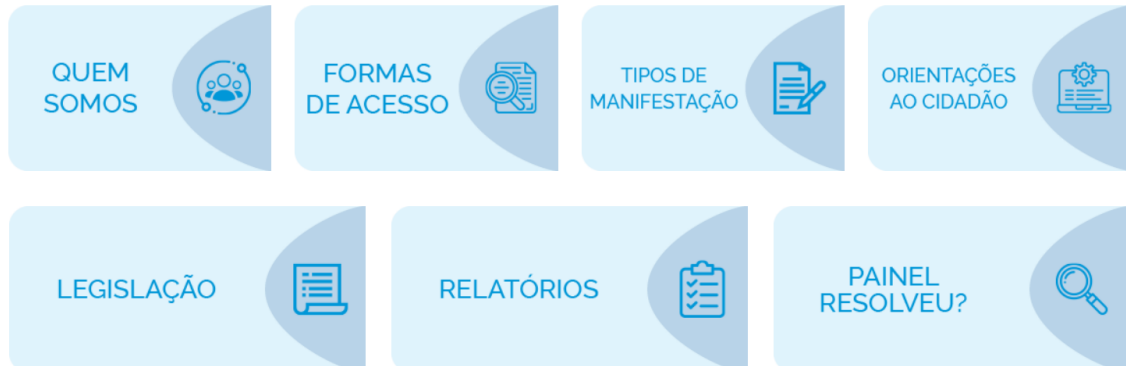 QUEM
SOMOS
FORMAS
DE ACESSO
TIPOS DE
MANIFESTAÇÃO
ORIENTAÇÕES
AO CIDADÃO
LEGISLAÇÃO
RELATÓRIOS
PAINEL
RESOLVEU?